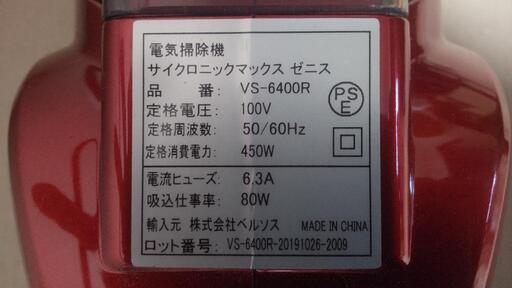 電気掃除機
サイクロニックマックス ゼニス
品 番: VS-6400R
定格電圧: 100V
定格周波数: 50/60Hz
定格消費電力: 450W
PSE
電流ヒューズ: 6.3A
吸込仕事率: 80W
輸入元 株式会社ベルソス MADE IN CHINA
ロット番号: VS-6400R-20191026-2009